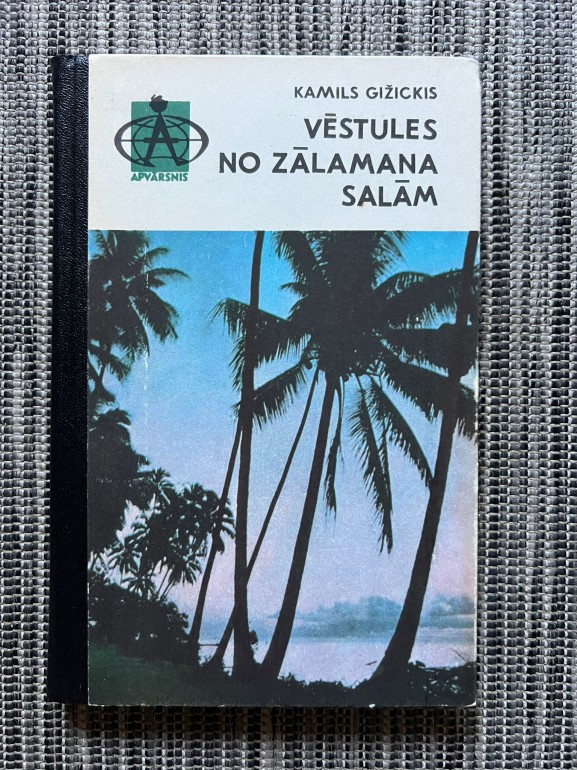 KAMILS GIŽICKIS
VĒSTULES
NO ZĀLAMANA
SALĀM
A
APVĀRSNIS